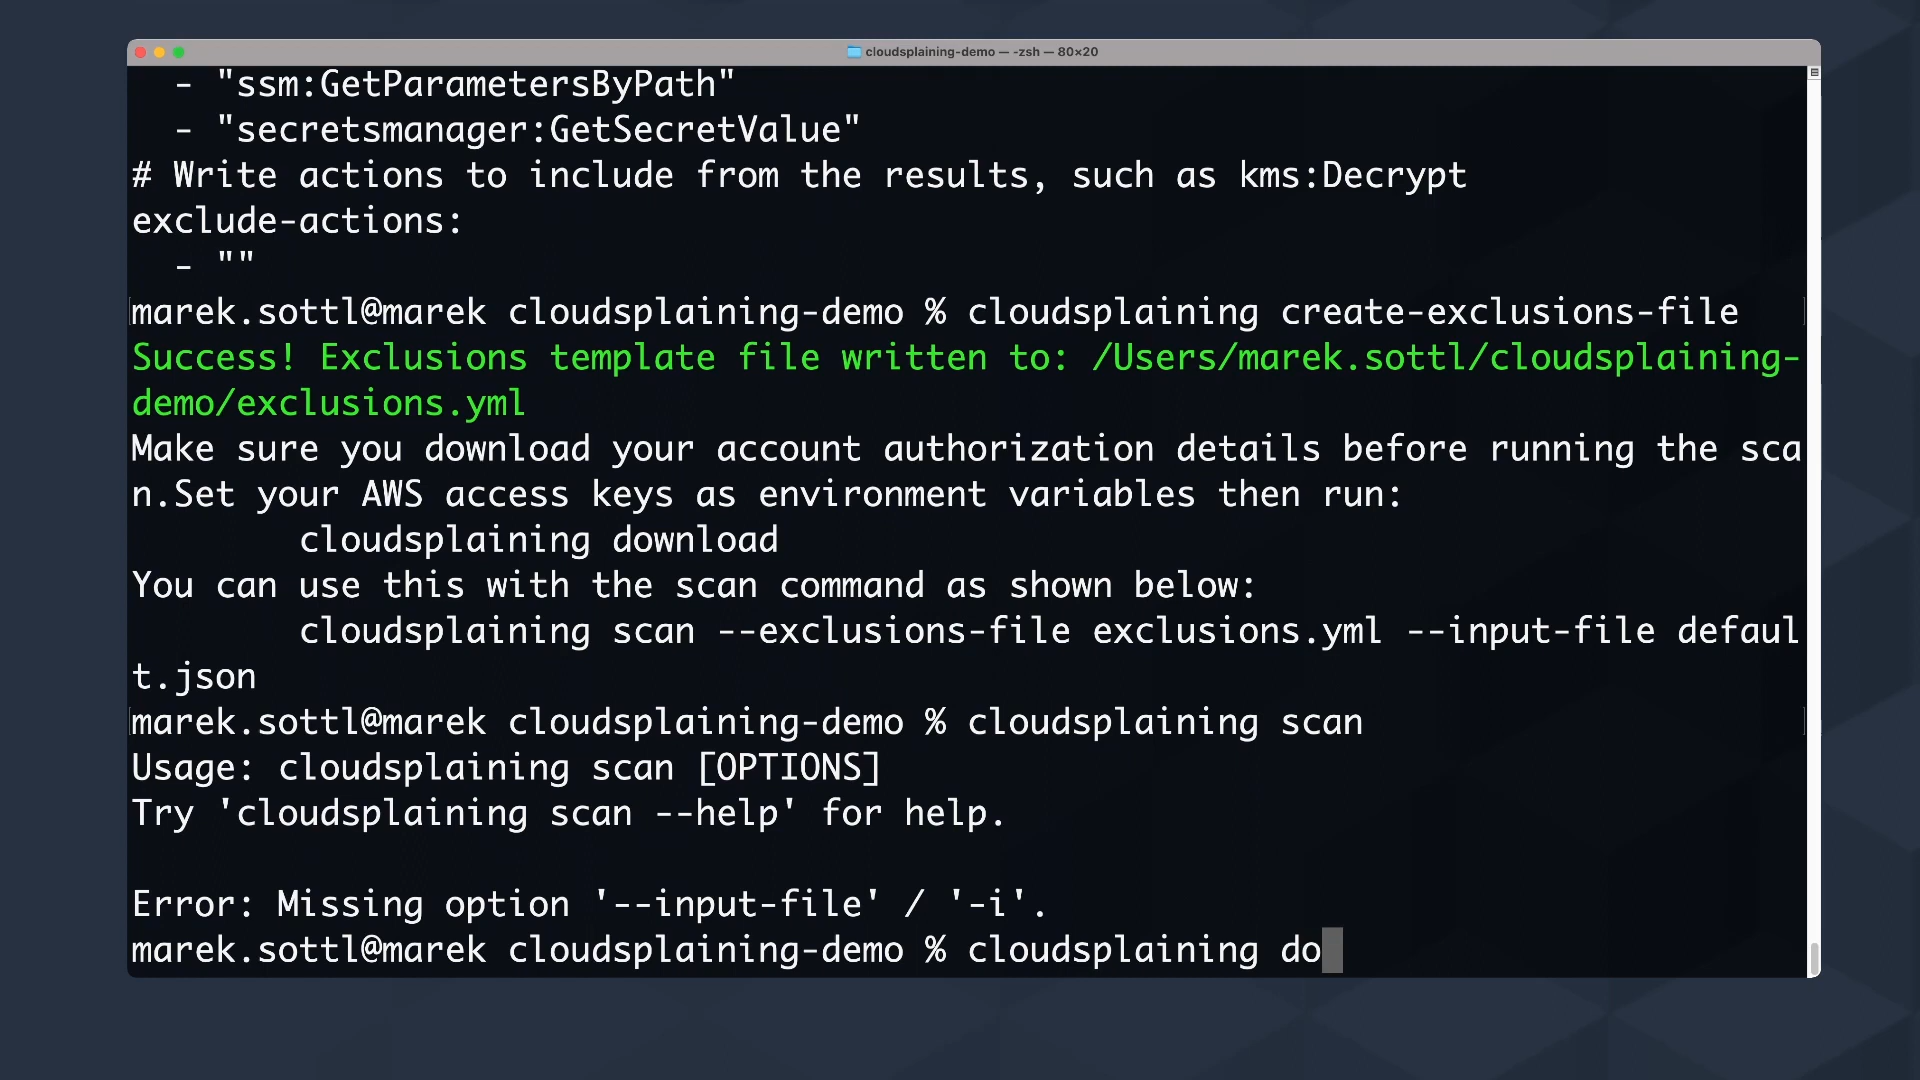 cloudsplaining-demo — -zsh — 80×20
- "ssm:GetParametersByPath"
- "secretsmanager:GetSecretValue"
# Write actions to include from the results, such as kms:Decrypt
exclude-actions:
- ""
marek.sottl@marek cloudsplaining-demo % cloudsplaining create-exclusions-file
Success! Exclusions template file written to: /Users/marek.sottl/cloudsplaining-
demo/exclusions.yml
Make sure you download your account authorization details before running the sca
n.Set your AWS access keys as environment variables then run:
cloudsplaining download
You can use this with the scan command as shown below:
cloudsplaining scan --exclusions-file exclusions.yml --input-file defaul
t.json
marek.sottl@marek cloudsplaining-demo % cloudsplaining scan
Usage: cloudsplaining scan [OPTIONS]
Try 'cloudsplaining scan --help' for help.
Error: Missing option '--input-file' / '-i'.
marek.sottl@marek cloudsplaining-demo % cloudsplaining do